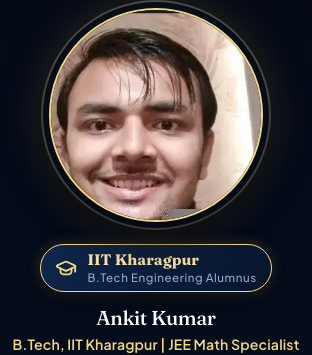 IIT Kharagpur
B.Tech Engineering Alumnus
Ankit Kumar
B.Tech, IIT Kharagpur | JEE Math Specialist